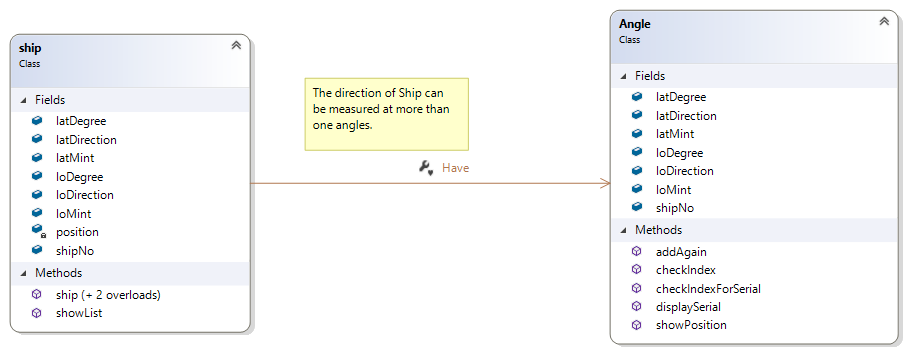 ship
Class
Fields
latDegree
latDirection
latMint
loDegree
loDirection
loMint
position
shipNo
Methods
ship (+ 2 overloads)
showList
The direction of Ship can
be measured at more than
one angles.
Have
Angle
Class
Fields
latDegree
latDirection
latMint
loDegree
loDirection
loMint
shipNo
Methods
addAgain
checkIndex
checkIndexForSerial
displaySerial
showPosition